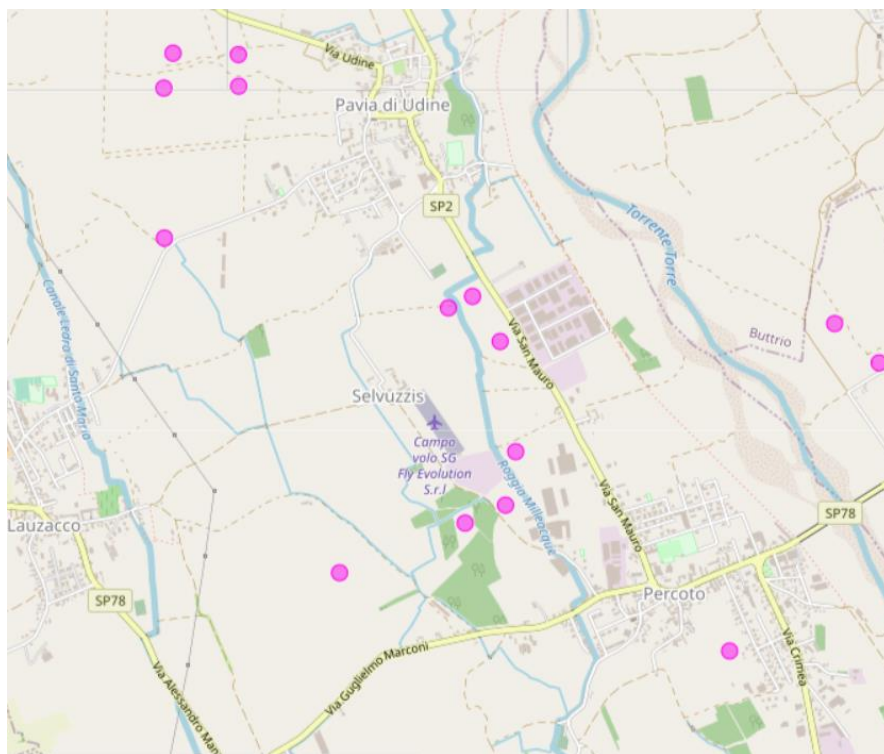 Via Udine
Pavia di Udine
SP2
Torrente Torre
Canale Ledra di Santa Maria
Via San Mauro
Buttrio
Selvuzzis
Campo
volo SG
Fly Evolution
S.r.l
Roggia Milleacque
Via San Mauro
SP78
Lauzacco
SP78
Percoto
Via Guglielmo Marconi
Via Crimea
Via Alessandro Man